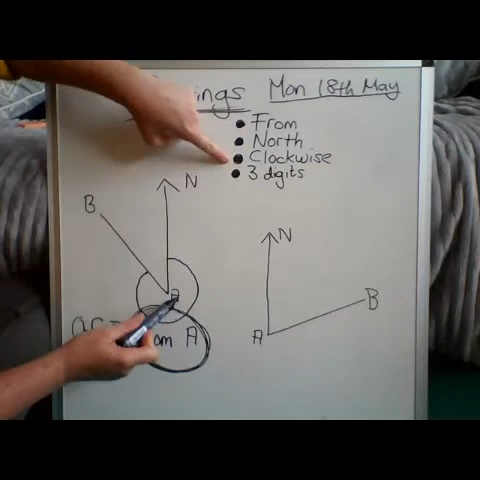 Mon 18th May
From
North
Clockwise
3 digits
B N
N
A B
A
A